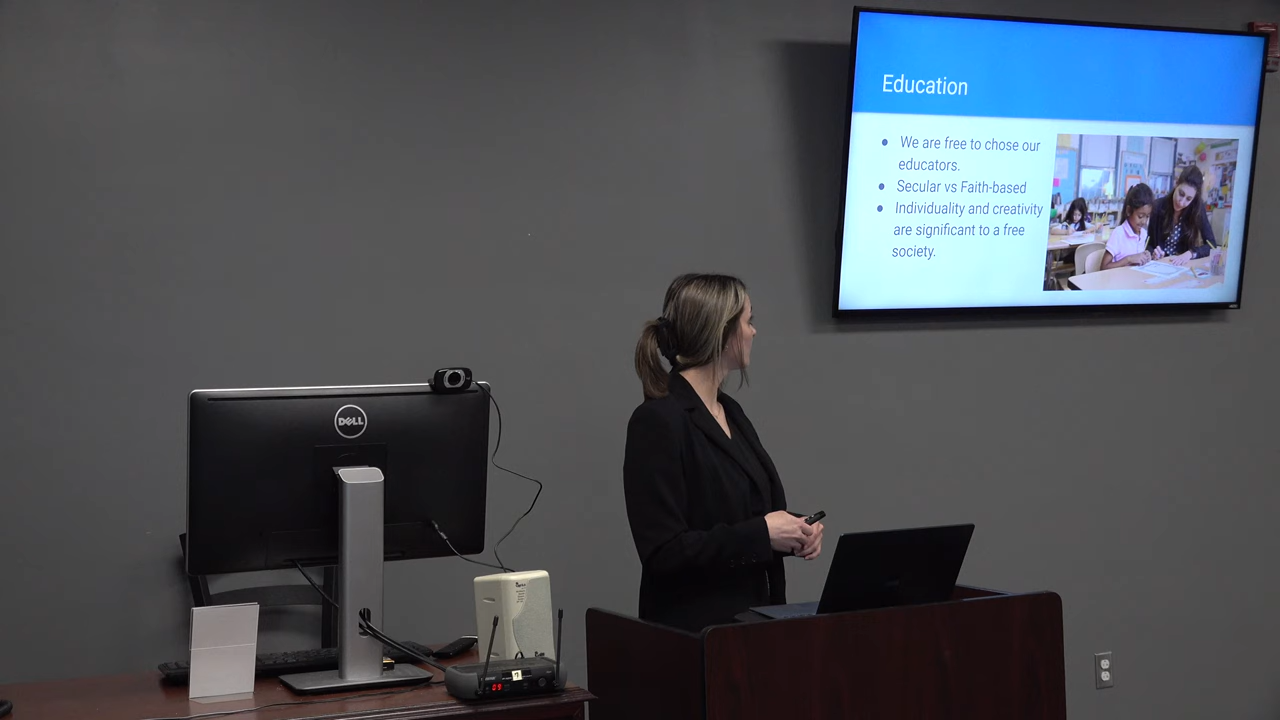 Education
• We are free to chose our
educators.
• Secular vs Faith-based
• Individuality and creativity
are significant to a free
society.
DELL